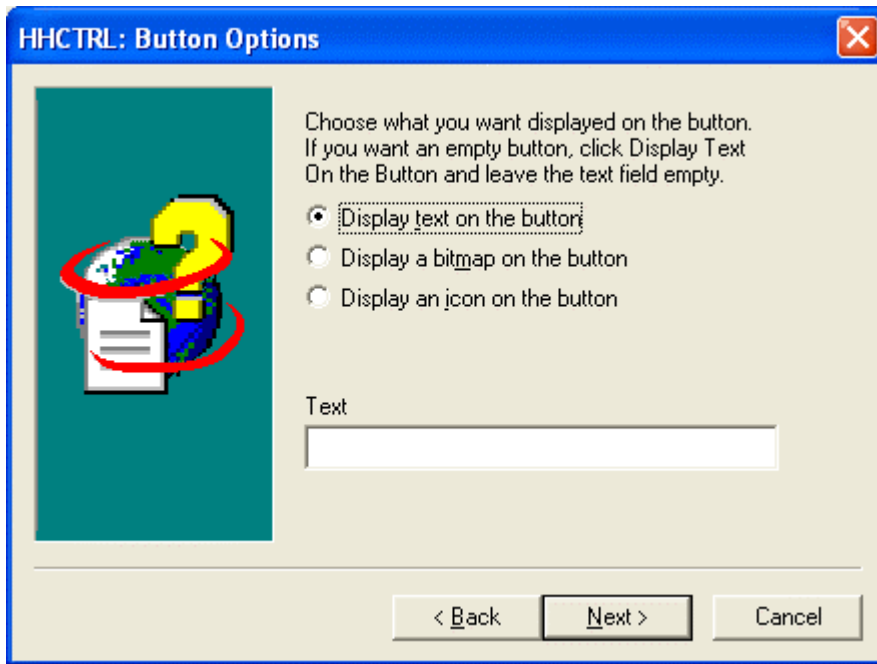 HHCTRL: Button Options
Choose what you want displayed on the button.
If you want an empty button, click Display Text
On the Button and leave the text field empty.
Display text on the button
Display a bitmap on the button
Display an icon on the button
Text
< Back
Next >
Cancel